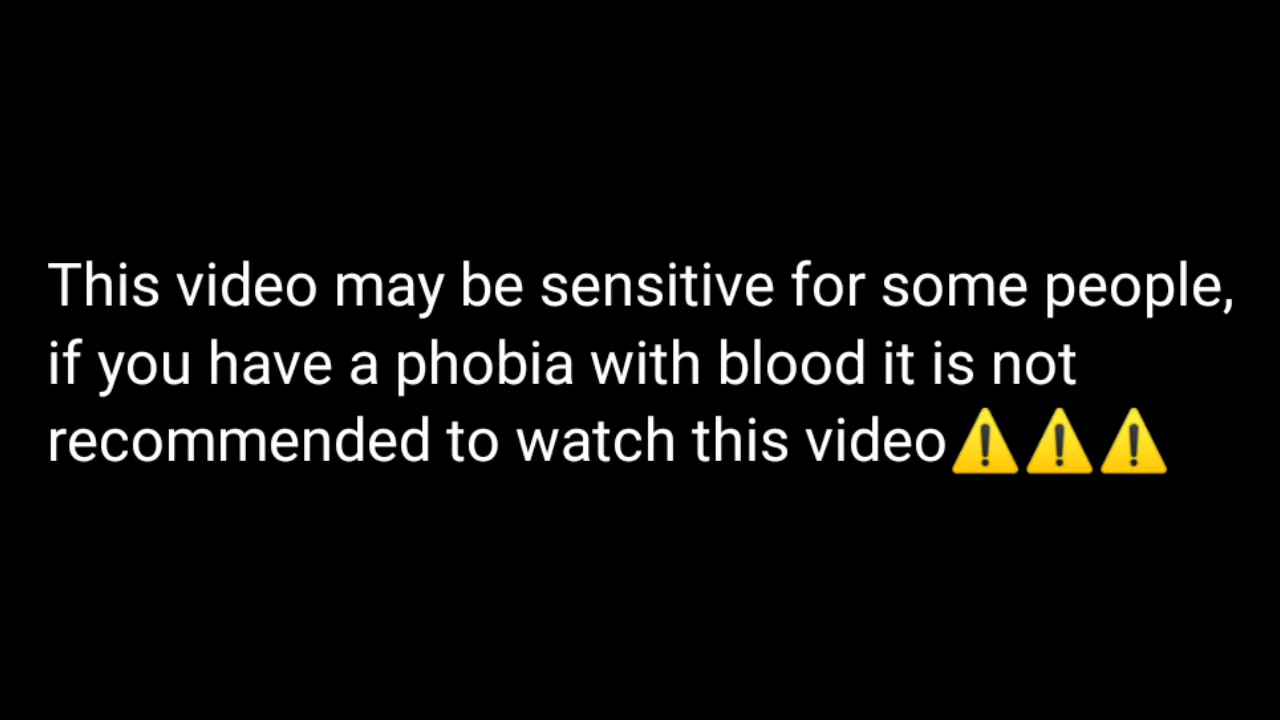 This video may be sensitive for some people,
if you have a phobia with blood it is not
recommended to watch this video⚠️⚠️⚠️